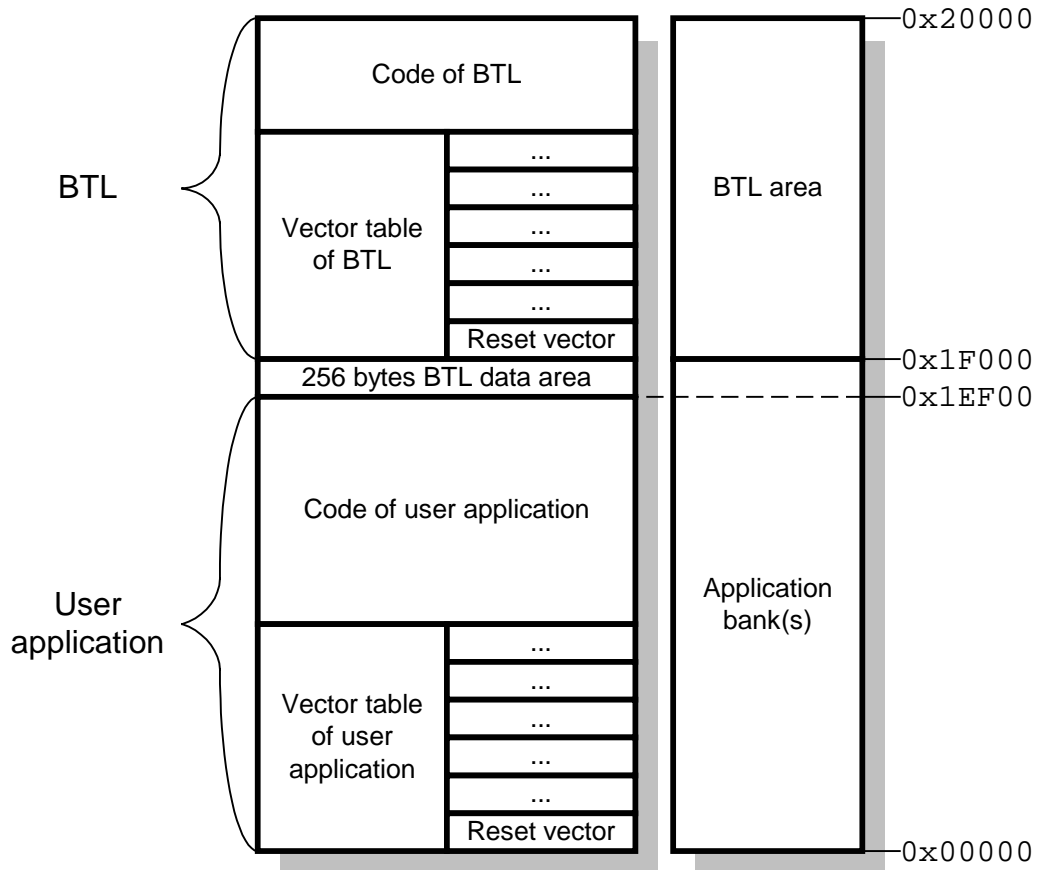 0x20000
Code of BTL
BTL
Vector table
of BTL
...
...
...
...
...
Reset vector
BTL area
0x1F000
256 bytes BTL data area
0x1EF00
Code of user application
User
application
Application
bank(s)
Vector table
of user
application
...
...
...
...
...
Reset vector
0x00000